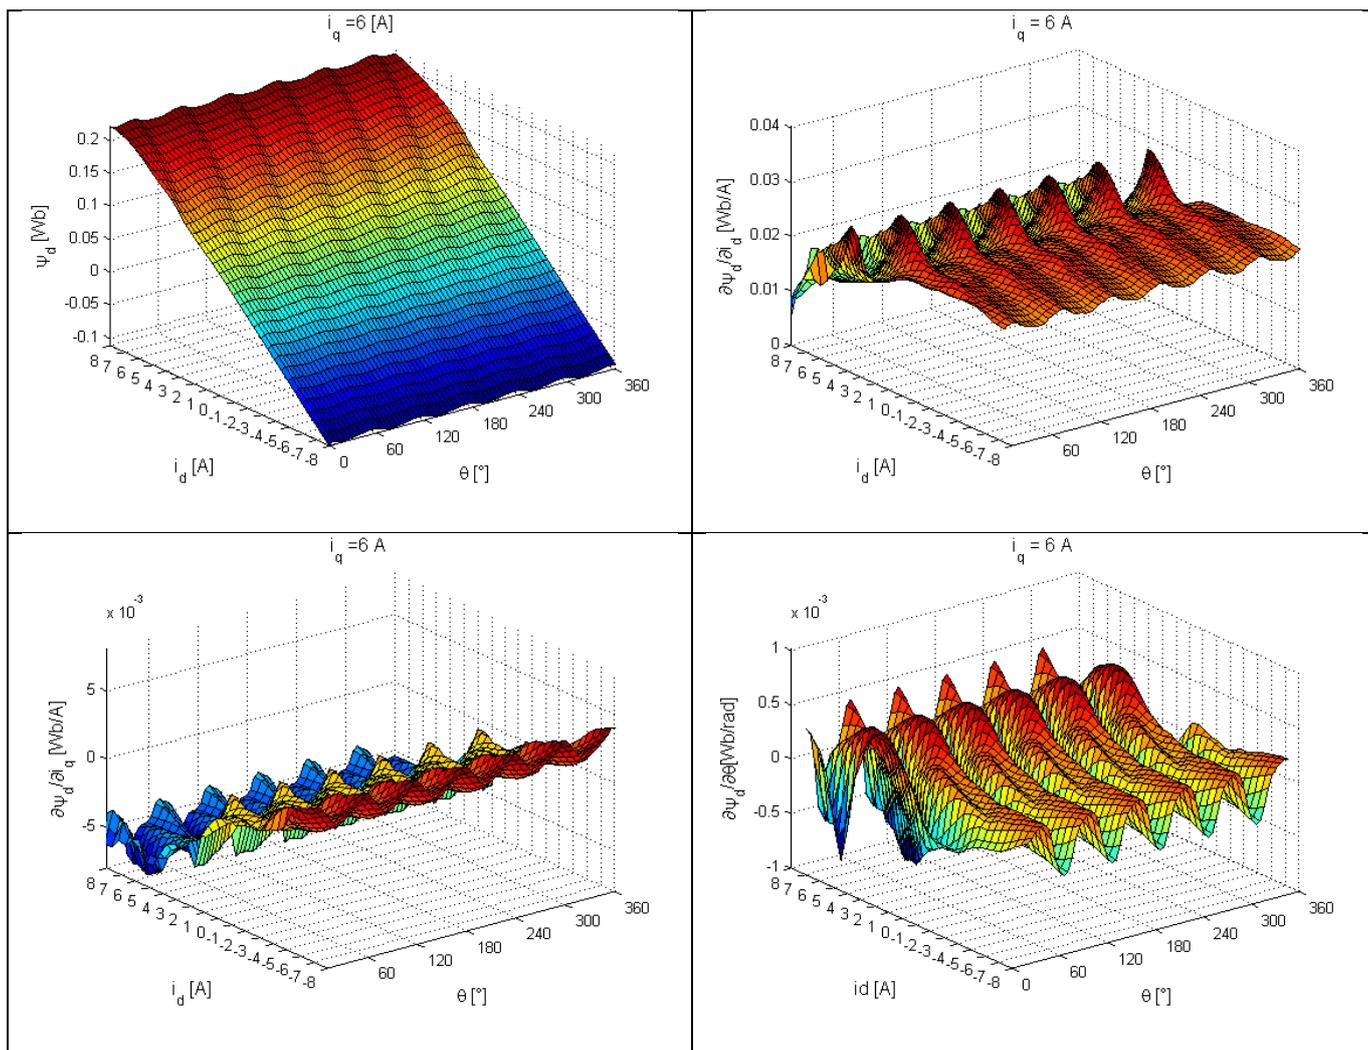 i_q =6 [A]
ψ_d [Wb]
0.2
0.15
0.1
0.05
0
-0.05
-0.1
8 7 6 5 4 3 2 1 0 -1 -2 -3 -4 -5 -6 -7 -8
i_d [A]
0 60 120 180 240 300 360
θ [°]
i_q = 6 A
∂ψ_d/∂i_d [Wb/A]
0.04
0.03
0.02
0.01
0
8 7 6 5 4 3 2 1 0 -1 -2 -3 -4 -5 -6 -7 -8
i_d [A]
60 120 180 240 300 360
θ [°]
i_q =6 A
x 10^-3
∂ψ_d/∂i_q [Wb/A]
5
0
-5
8 7 6 5 4 3 2 1 0 -1 -2 -3 -4 -5 -6 -7 -8
i_d [A]
60 120 180 240 300 360
θ [°]
i_q = 6 A
x 10^-3
∂ψ_d/∂θ[Wb/rad]
1
0.5
0
-0.5
-1
8 7 6 5 4 3 2 1 0 -1 -2 -3 -4 -5 -6 -7 -8
id [A]
0 60 120 180 240 300 360
θ [°]